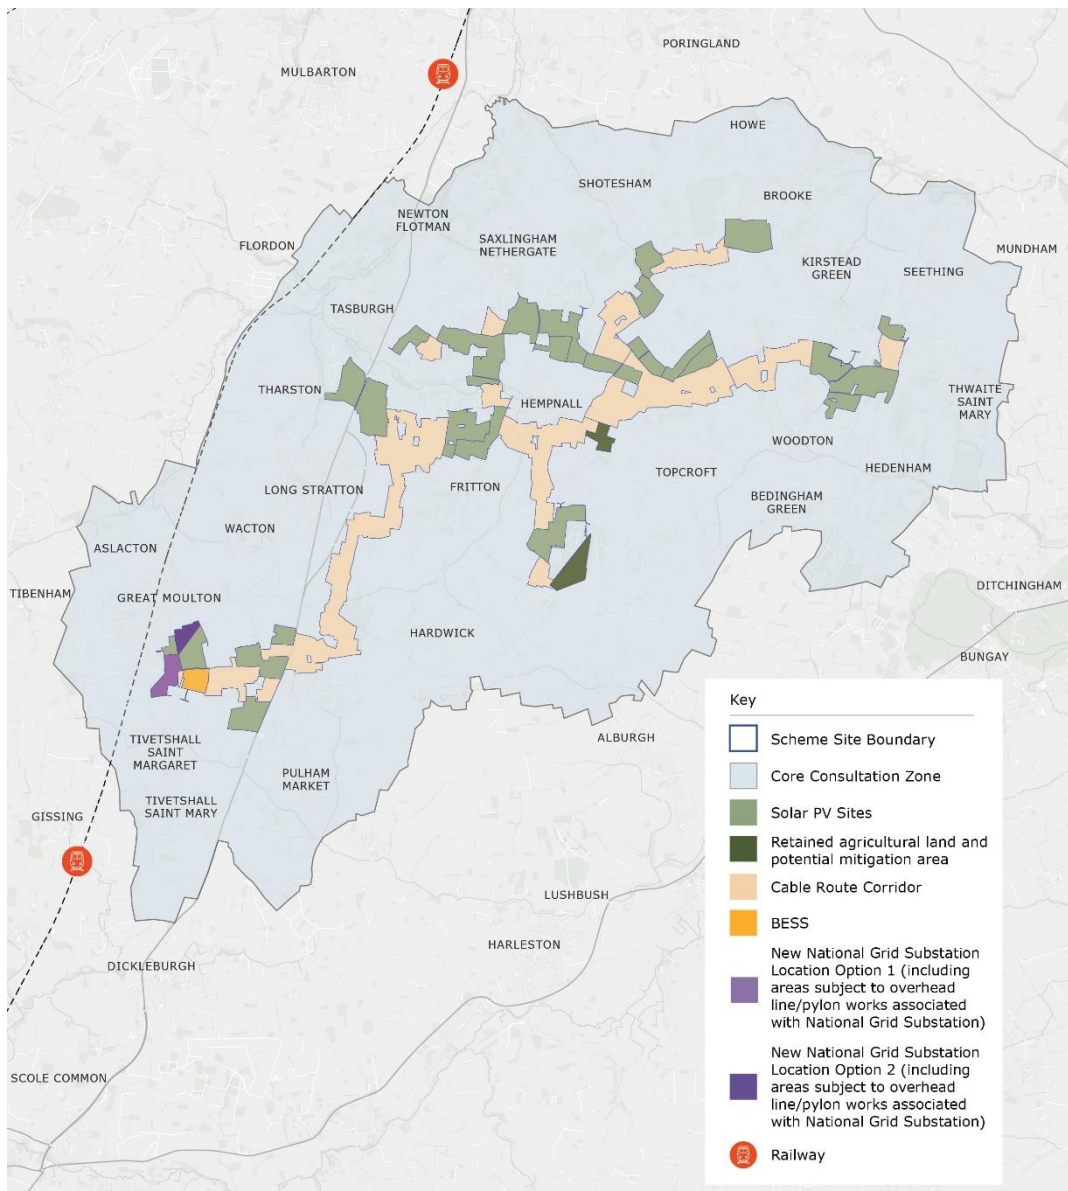 PORINGLAND
MULBARTON
HOWE
SHOTESHAM
BROOKE
NEWTON
FLOTMAN
SAXLINGHAM
NETHERGATE
FLORDON
MUNDHAM
KIRSTEAD
GREEN
SEETHING
TASBURGH
THARSTON
HEMPNALL
THWAITE
SAINT
MARY
WOODTON
HEDENHAM
TOPCROFT
LONG STRATTON
FRITTON
BEDINGHAM
GREEN
WACTON
ASLACTON
TIBENHAM
GREAT MOULTON
DITCHINGHAM
HARDWICK
BUNGAY
TIVETSHALL
SAINT
MARGARET
ALBURGH
PULHAM
MARKET
TIVETSHALL
SAINT MARY
GISSING
LUSHBUSH
HARLESTON
DICKLEBURGH
SCOLE COMMON
Key
Scheme Site Boundary
Core Consultation Zone
Solar PV Sites
Retained agricultural land and
potential mitigation area
Cable Route Corridor
BESS
New National Grid Substation
Location Option 1 (including
areas subject to overhead
line/pylon works associated
with National Grid Substation)
New National Grid Substation
Location Option 2 (including
areas subject to overhead
line/pylon works associated
with National Grid Substation)
Railway